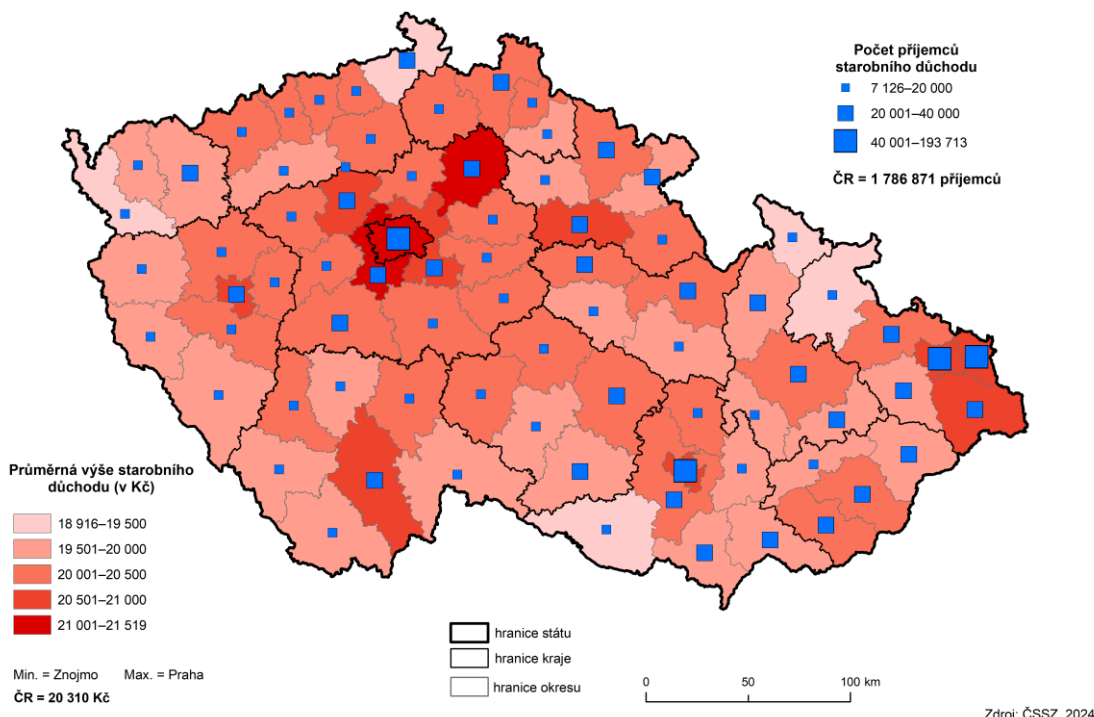 Počet příjemců
starobního důchodu
7 126–20 000
20 001–40 000
40 001–193 713
ČR = 1 786 871 příjemců
Průměrná výše starobního
důchodu (v Kč)
18 916–19 500
19 501–20 000
20 001–20 500
20 501–21 000
21 001–21 519
Min. = Znojmo Max. = Praha
ČR = 20 310 Kč
hranice státu
hranice kraje
hranice okresu
0 50 100 km
Zdroj: ČSSZ, 2024